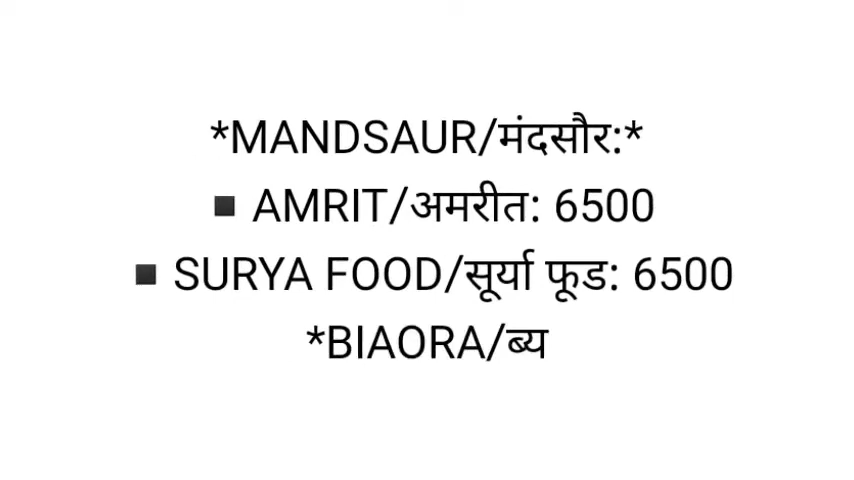 *MANDSAUR/मंदसौर:*
▪ AMRIT/अमरीत: 6500
▪ SURYA FOOD/सूर्या फूड: 6500
*BIAORA/ब्य